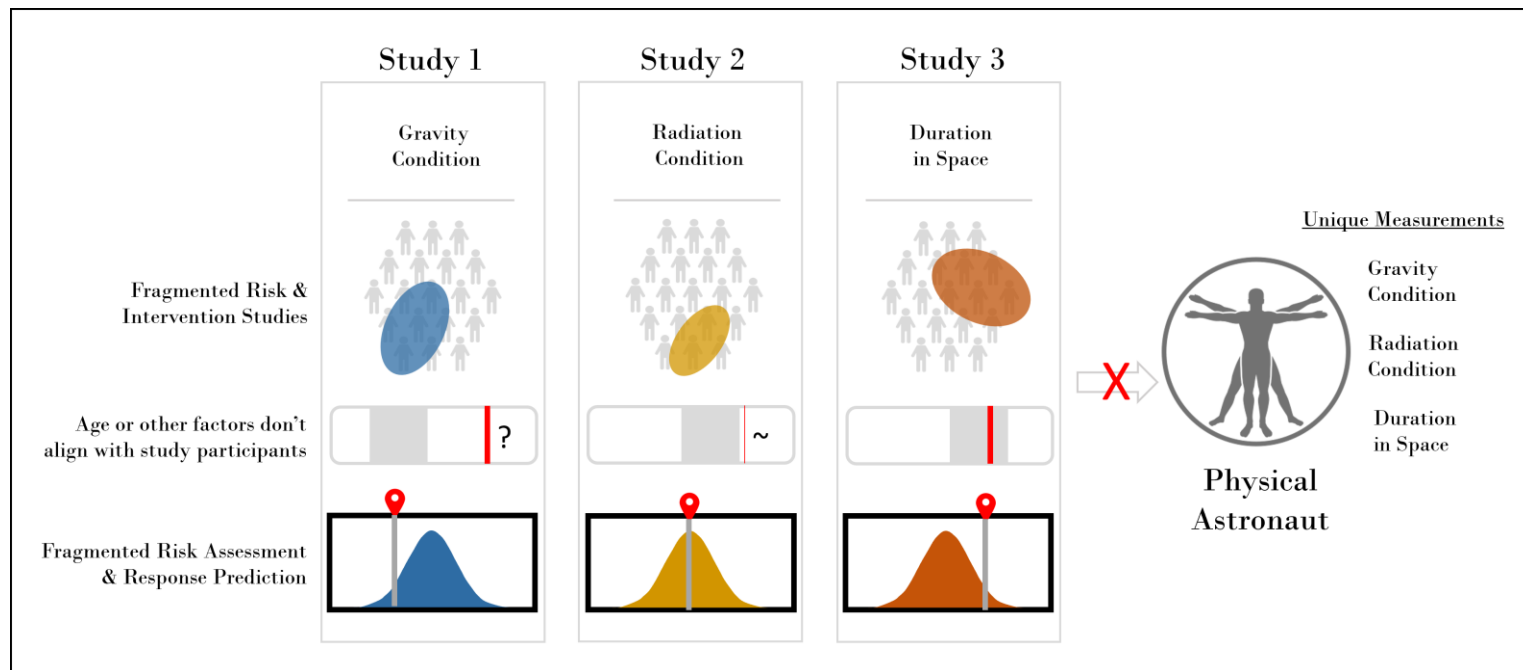 Study 1
Study 2
Study 3
Gravity
Condition
Radiation
Condition
Duration
in Space
Fragmented Risk &
Intervention Studies
Age or other factors don't
align with study participants
?
~
Fragmented Risk Assessment
& Response Prediction
X
Unique Measurements
Gravity
Condition
Radiation
Condition
Duration
in Space
Physical
Astronaut